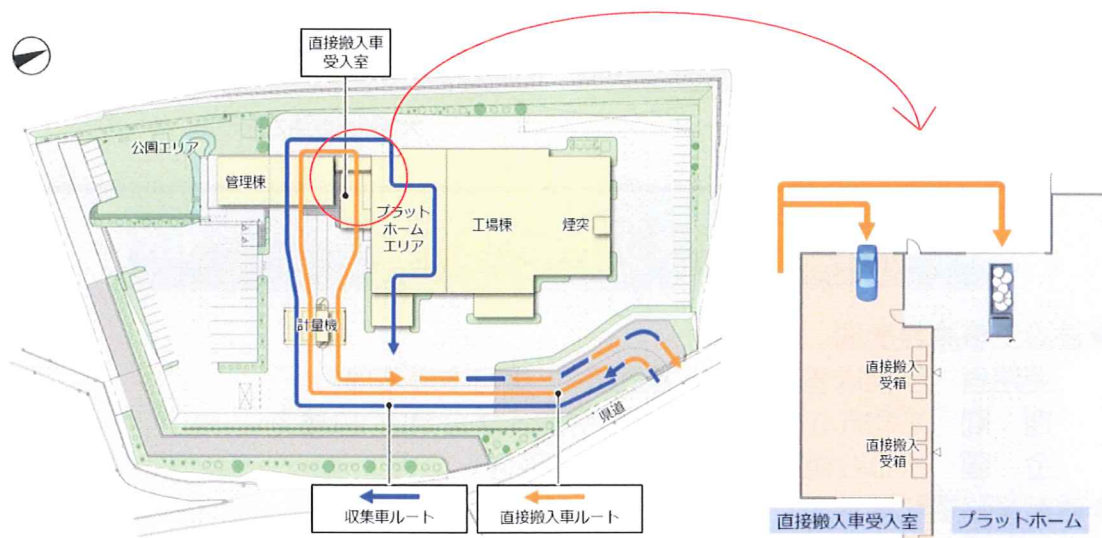 直接搬入車
受入室
公園エリア
管理棟
プラット
ホーム
エリア
工場棟
煙突
計量機
県道
収集車ルート
直接搬入車ルート
直接搬入
受箱
直接搬入
受箱
直接搬入車受入室
プラットホーム